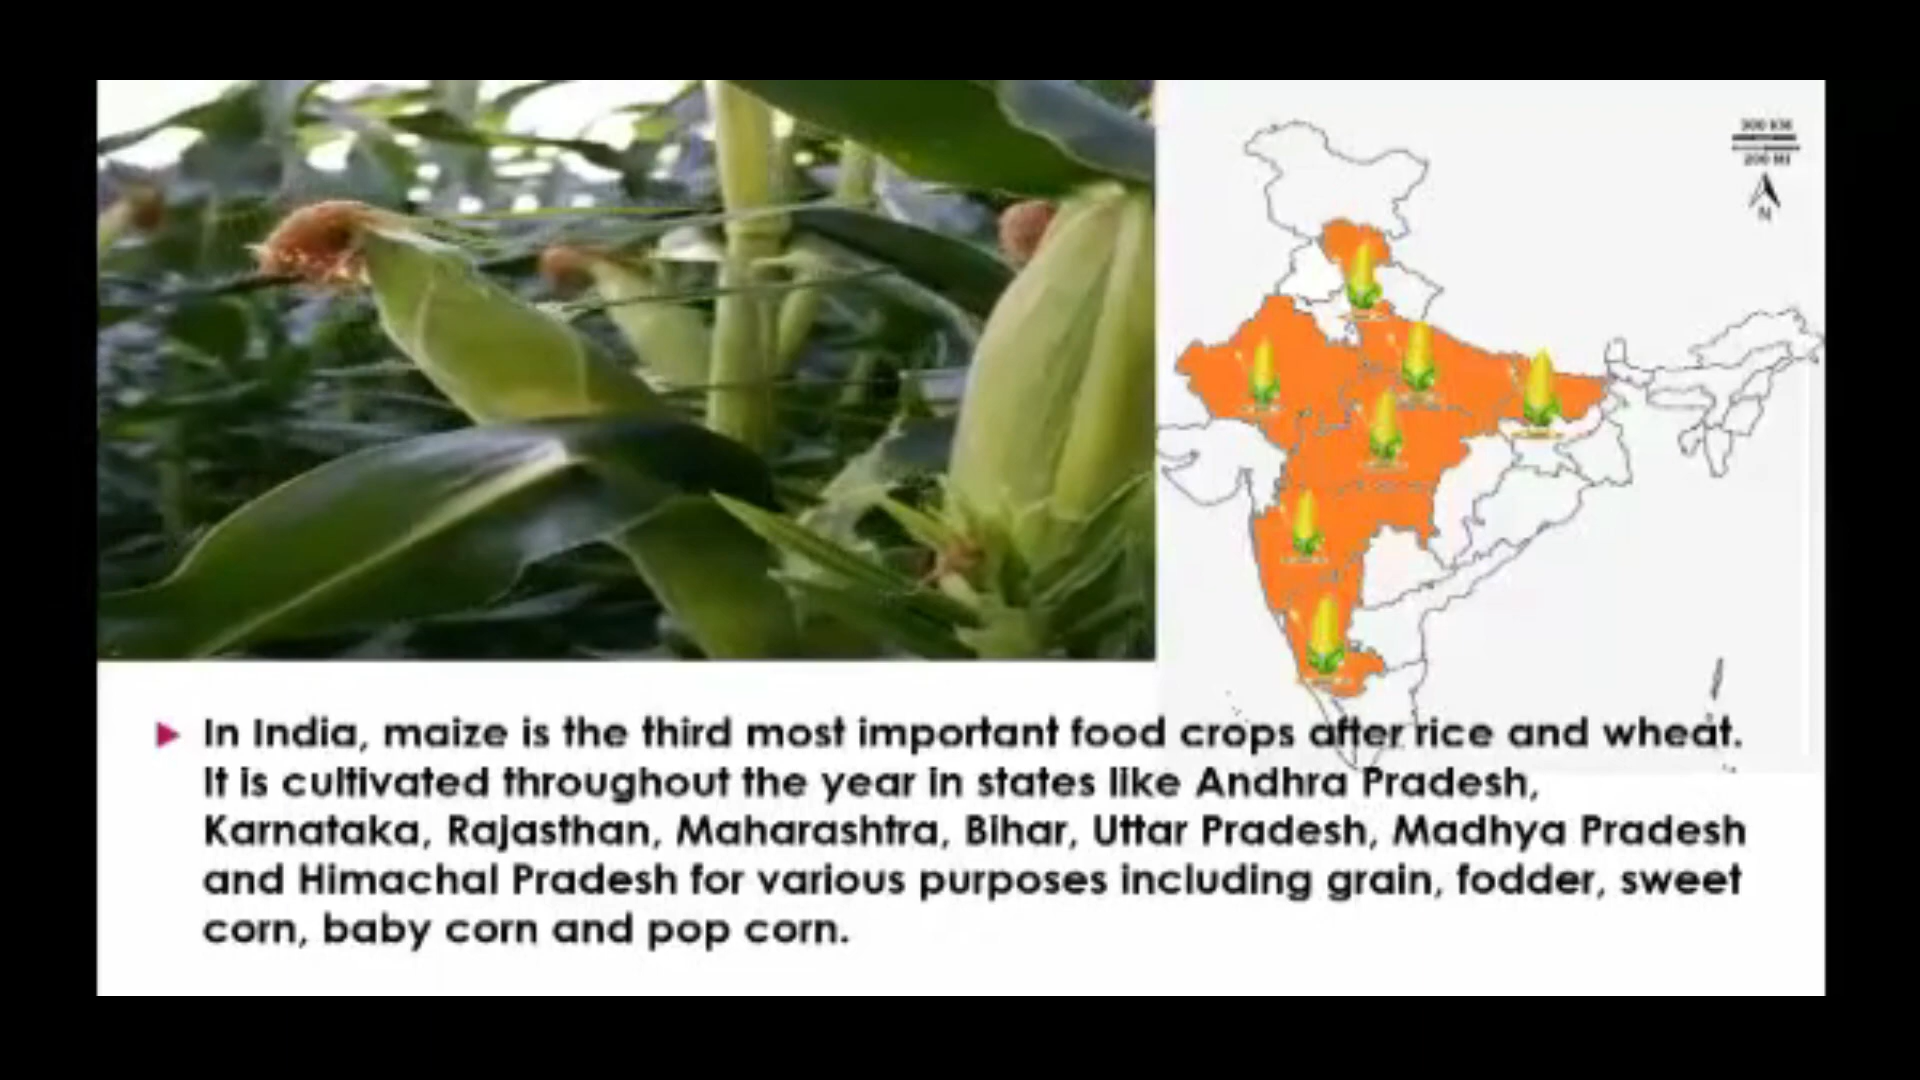 N
In India, maize is the third most important food crops after rice and wheat.
It is cultivated throughout the year in states like Andhra Pradesh,
Karnataka, Rajasthan, Maharashtra, Bihar, Uttar Pradesh, Madhya Pradesh
and Himachal Pradesh for various purposes including grain, fodder, sweet
corn, baby corn and pop corn.